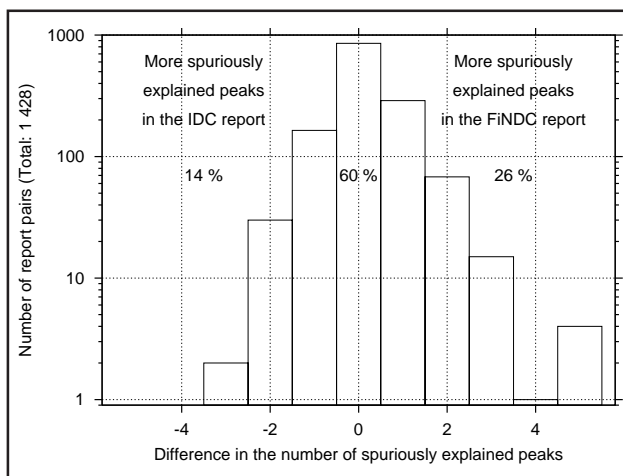 Number of report pairs (Total: 1 428)
1000
100
10
1
More spuriously
explained peaks
in the IDC report
More spuriously
explained peaks
in the FiNDC report
14 %
60 %
26 %
-4
-2
0
2
4
Difference in the number of spuriously explained peaks